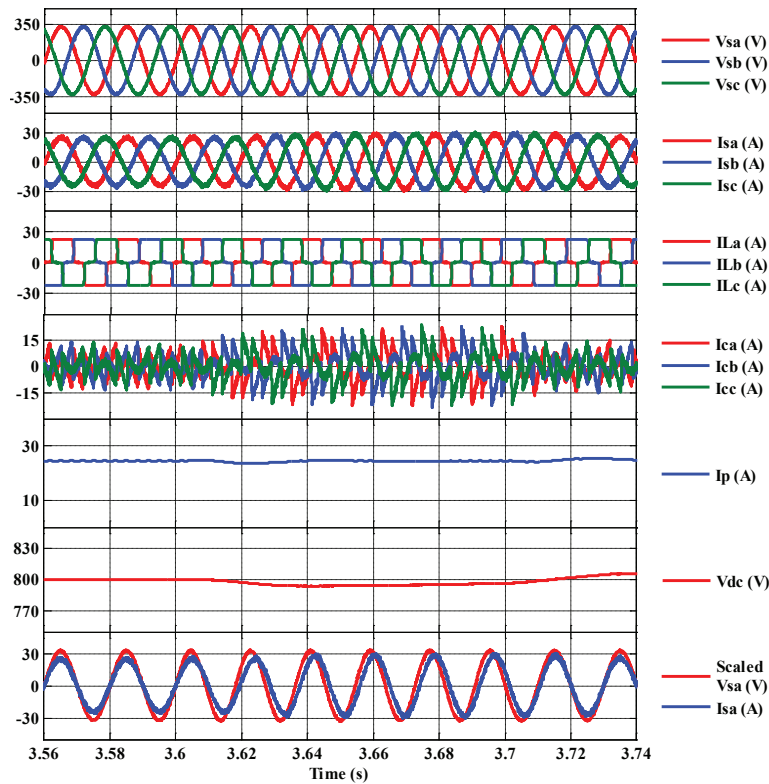 350
0
-350
Vsa (V)
Vsb (V)
Vsc (V)
30
0
-30
Isa (A)
Isb (A)
Isc (A)
30
0
-30
ILa (A)
ILb (A)
ILc (A)
15
0
-15
Ica (A)
Icb (A)
Icc (A)
30
10
Ip (A)
830
800
770
Vdc (V)
30
0
-30
Scaled
Vsa (V)
Isa (A)
3.56 3.58 3.6 3.62 3.64 3.66 3.68 3.7 3.72 3.74
Time (s)